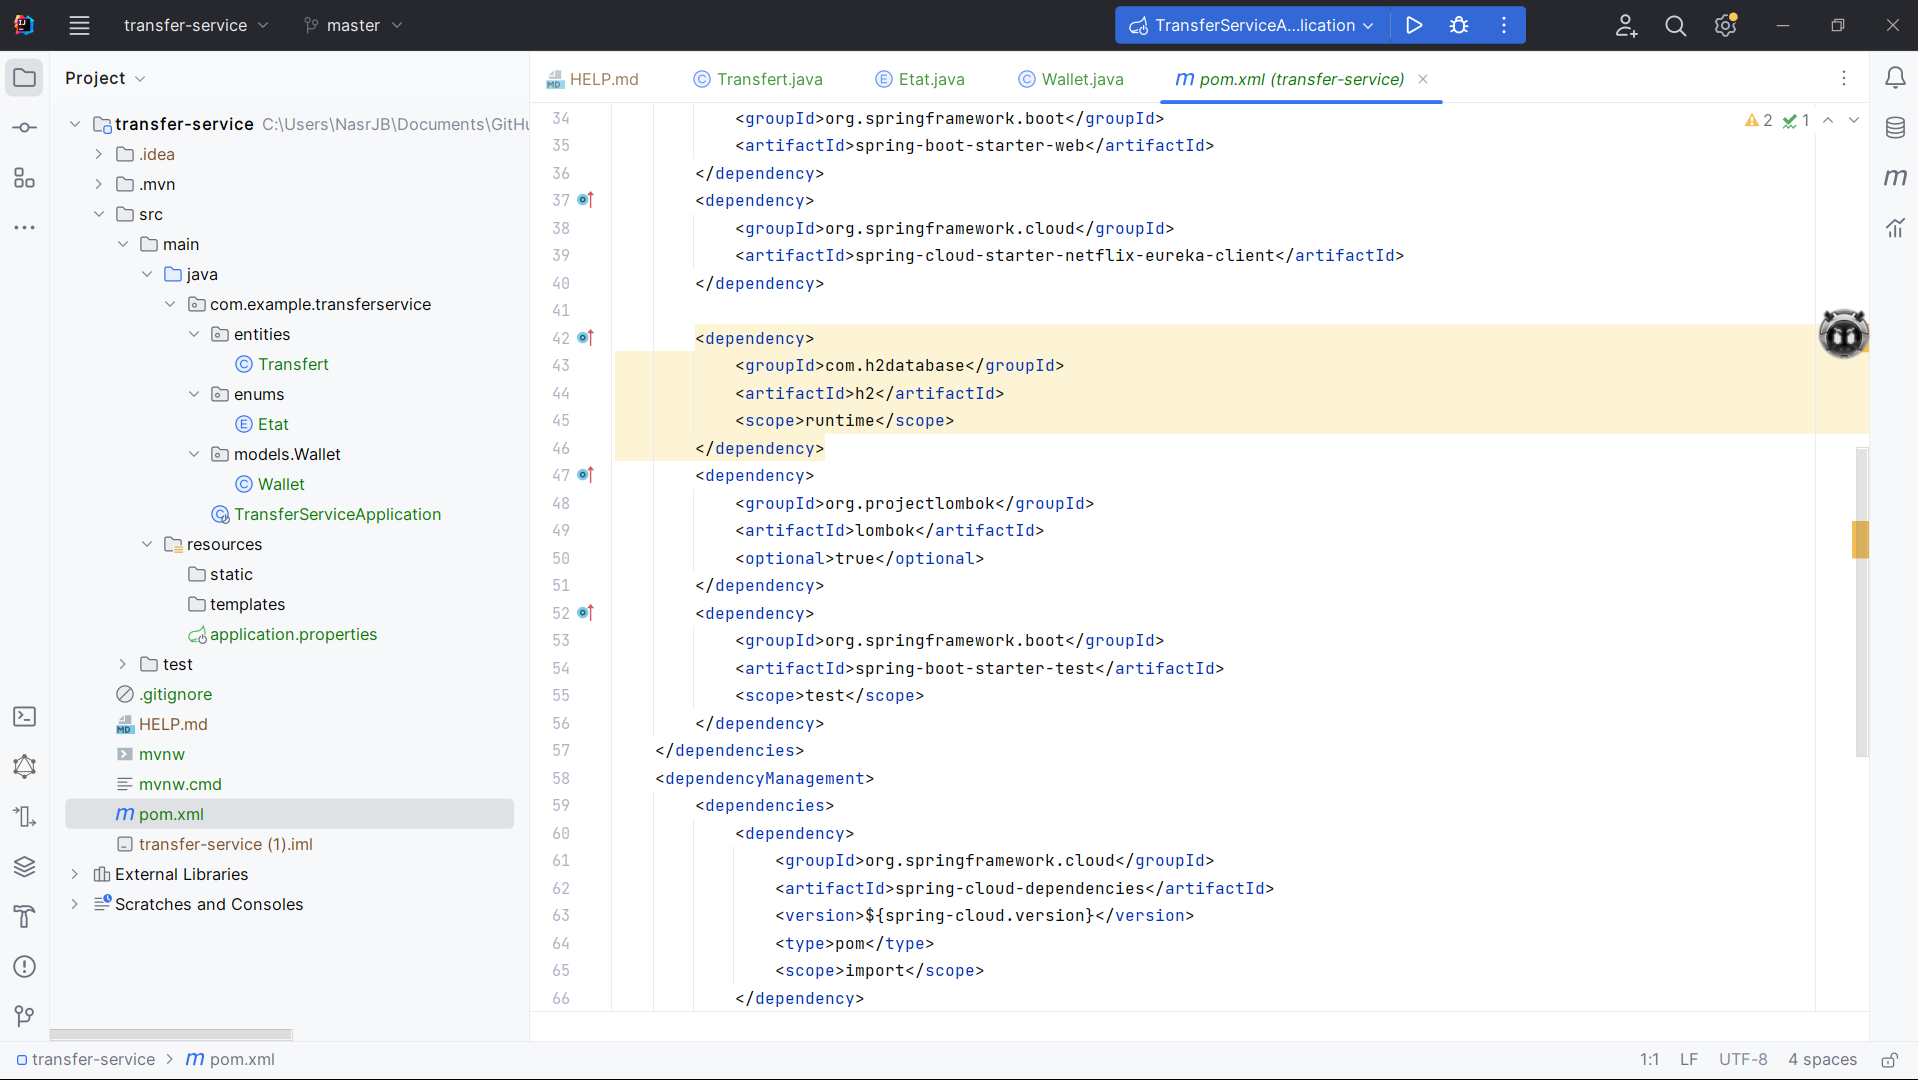 transfer-service
master
TransferServiceA...lication
Project
HELP.md
Transfert.java
Etat.java
Wallet.java
pom.xml (transfer-service)
transfer-service C:\Users\NasrJB\Documents\GitHu
.idea
.mvn
src
main
java
com.example.transferservice
entities
Transfert
enums
Etat
models.Wallet
Wallet
TransferServiceApplication
resources
static
templates
application.properties
test
.gitignore
HELP.md
mvnw
mvnw.cmd
pom.xml
transfer-service (1).iml
External Libraries
Scratches and Consoles
2 1
34 <groupId>org.springframework.boot</groupId>
35 <artifactId>spring-boot-starter-web</artifactId>
36 </dependency>
37 <dependency>
38 <groupId>org.springframework.cloud</groupId>
39 <artifactId>spring-cloud-starter-netflix-eureka-client</artifactId>
40 </dependency>
41
42 <dependency>
43 <groupId>com.h2database</groupId>
44 <artifactId>h2</artifactId>
45 <scope>runtime</scope>
46 </dependency>
47 <dependency>
48 <groupId>org.projectlombok</groupId>
49 <artifactId>lombok</artifactId>
50 <optional>true</optional>
51 </dependency>
52 <dependency>
53 <groupId>org.springframework.boot</groupId>
54 <artifactId>spring-boot-starter-test</artifactId>
55 <scope>test</scope>
56 </dependency>
57 </dependencies>
58 <dependencyManagement>
59 <dependencies>
60 <dependency>
61 <groupId>org.springframework.cloud</groupId>
62 <artifactId>spring-cloud-dependencies</artifactId>
63 <version>${spring-cloud.version}</version>
64 <type>pom</type>
65 <scope>import</scope>
66 </dependency>
transfer-service > pom.xml
1:1 LF UTF-8 4 spaces